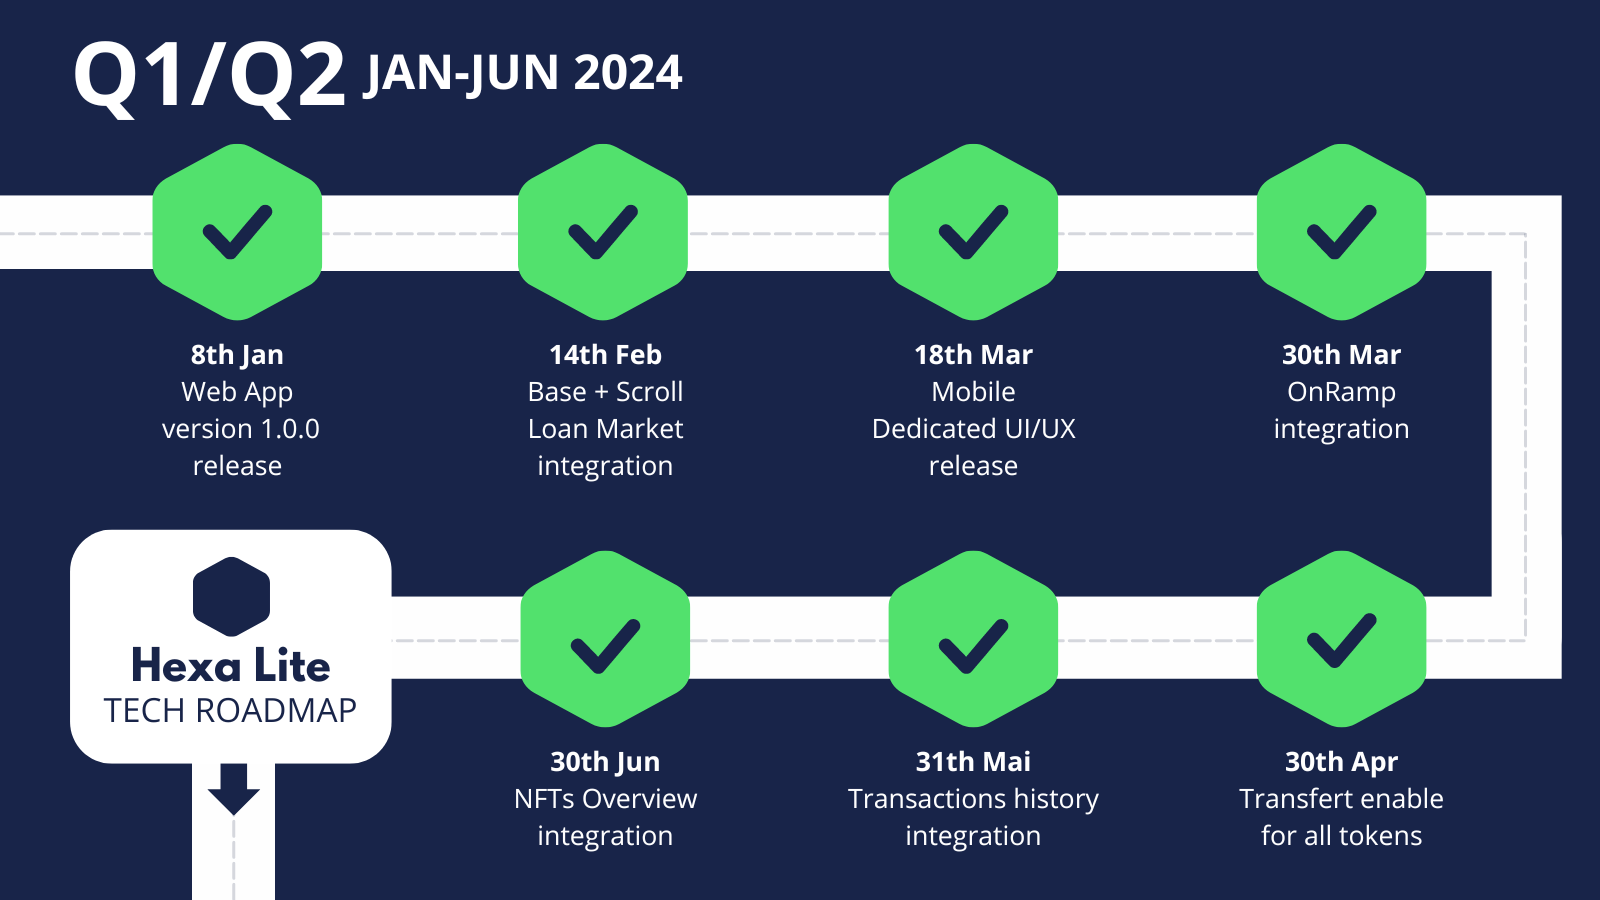 Q1/Q2 JAN-JUN 2024
8th Jan
Web App
version 1.0.0
release
14th Feb
Base + Scroll
Loan Market
integration
18th Mar
Mobile
Dedicated UI/UX
release
30th Mar
OnRamp
integration
30th Apr
Transfert enable
for all tokens
31th Mai
Transactions history
integration
30th Jun
NFTs Overview
integration
Hexa Lite
TECH ROADMAP